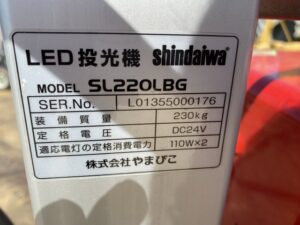 LED投光機 shindaiwa
MODEL SL220LBG
SER.No. L01355000176
装備質量 230kg
定格電圧 DC24V
適応電灯の定格消費電力 110W×2
株式会社やまびこ